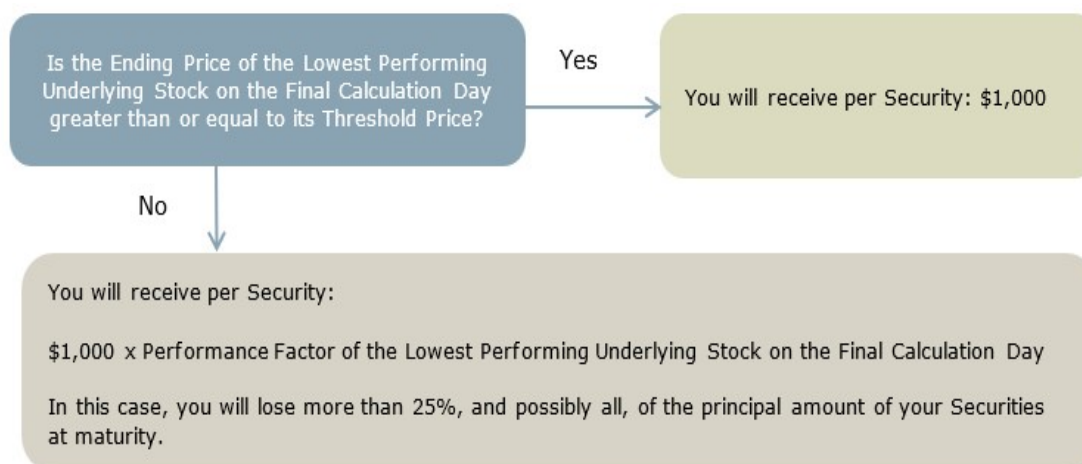 Is the Ending Price of the Lowest Performing
Underlying Stock on the Final Calculation Day
greater than or equal to its Threshold Price?
Yes
You will receive per Security: $1,000
No
You will receive per Security:
$1,000 x Performance Factor of the Lowest Performing Underlying Stock on the Final Calculation Day
In this case, you will lose more than 25%, and possibly all, of the principal amount of your Securities
at maturity.